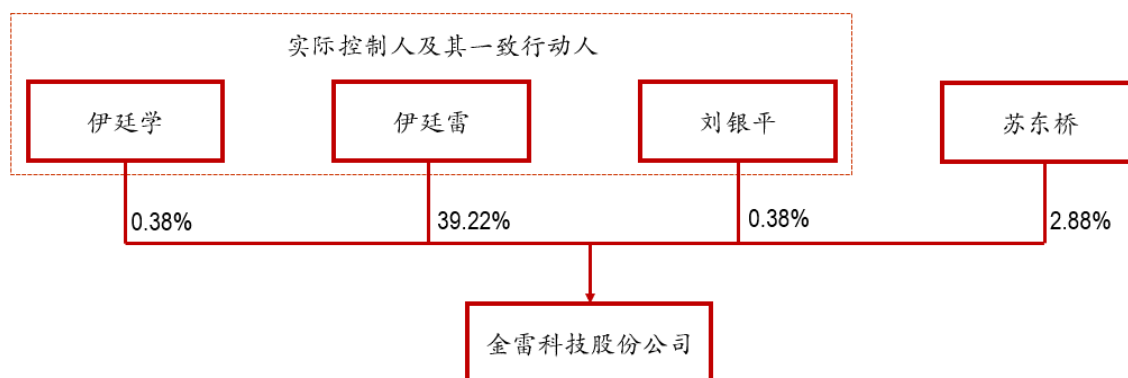 实际控制人及其一致行动人
伊廷学
伊廷雷
刘银平
苏东桥
0.38%
39.22%
0.38%
2.88%
金雷科技股份公司